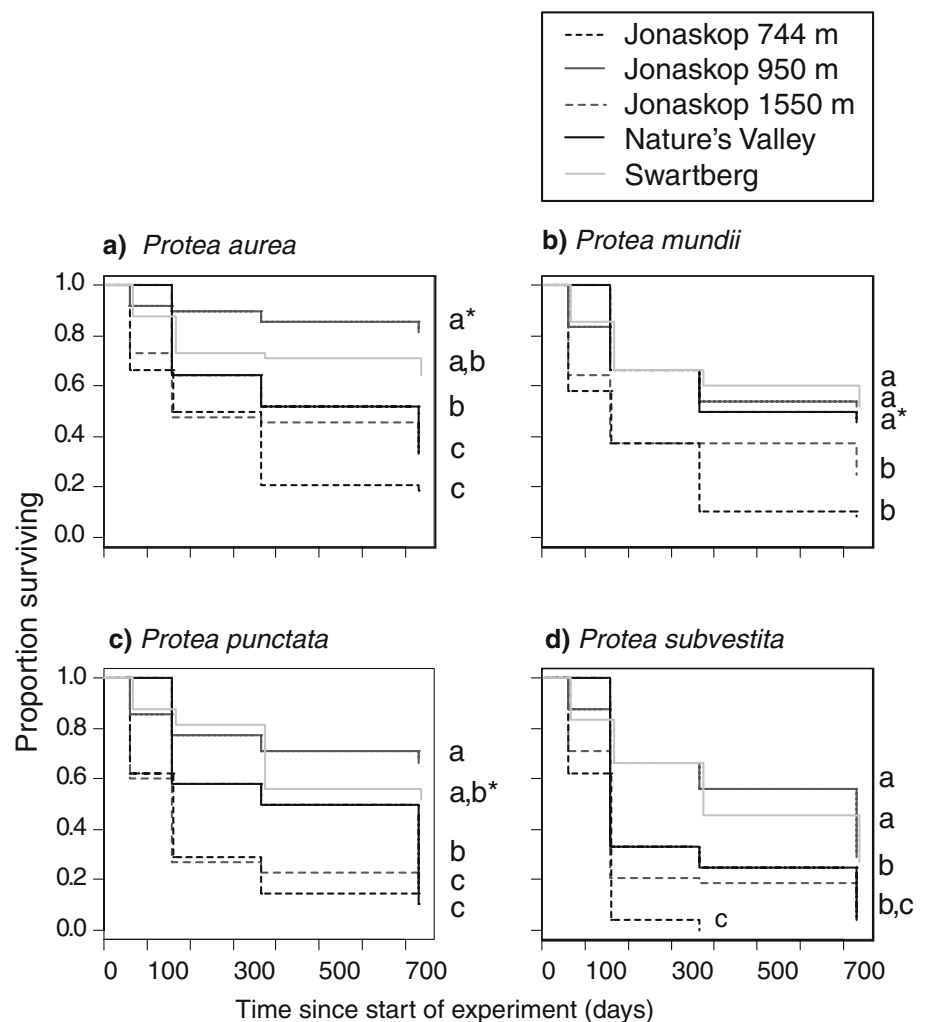 Jonaskop 744 m
Jonaskop 950 m
Jonaskop 1550 m
Nature's Valley
Swartberg
a) Protea aurea
b) Protea mundii
1.0
0.8
0.6
0.4
0.2
0.0
a*
a,b
b
c
c
a
a
a*
b
b
c) Protea punctata
d) Protea subvestita
1.0
0.8
0.6
0.4
0.2
0.0
a
a,b*
b
c
c
a
a
b
b,c
c
0 100 300 500 700
0 100 300 500 700
Proportion surviving
Time since start of experiment (days)